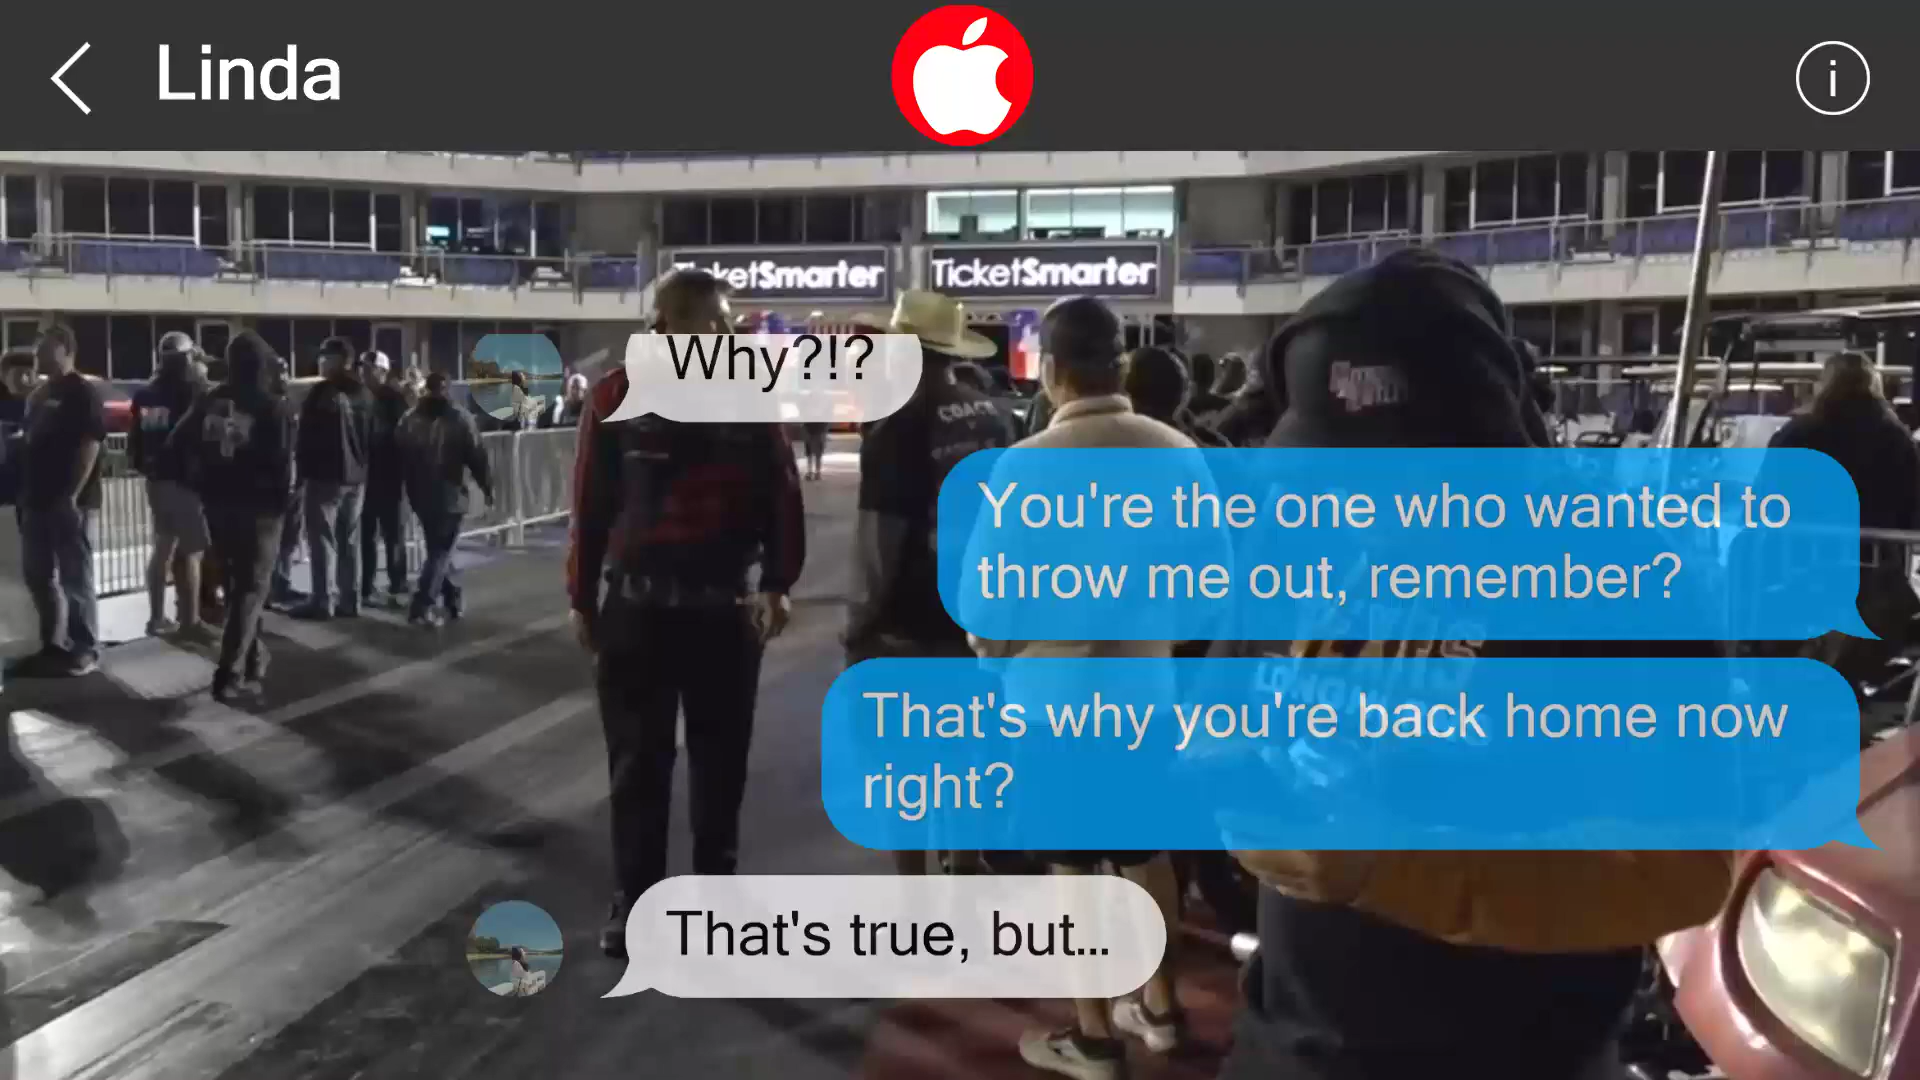 Linda
TicketSmarter
TicketSmarter
Why?!?
COACH
You're the one who wanted to
throw me out, remember?
That's why you're back home now
right?
That's true, but...